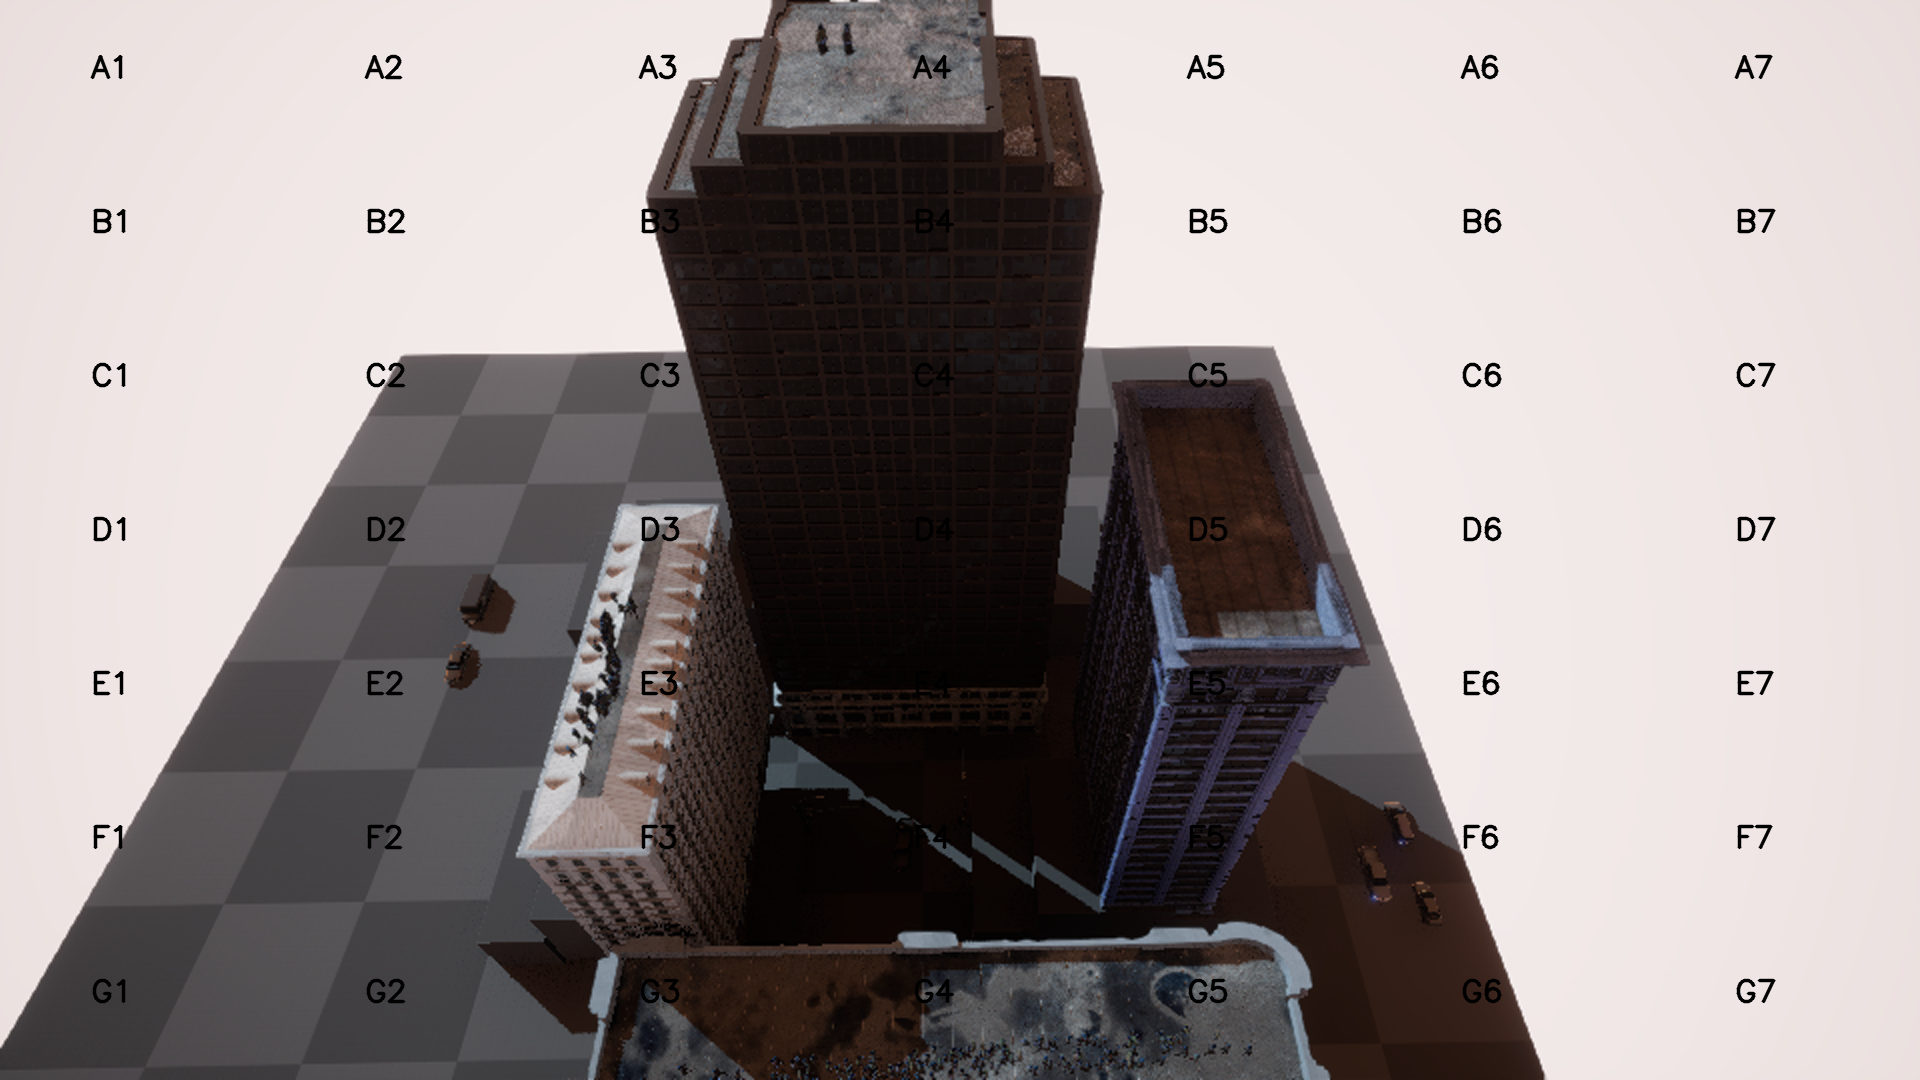 A1 A2 A3 A4 A5 A6 A7
B1 B2 B3 B4 B5 B6 B7
C1 C2 C3 C4 C5 C6 C7
D1 D2 D3 D4 D5 D6 D7
E1 E2 E3 E4 E5 E6 E7
F1 F2 F3 F4 F5 F6 F7
G1 G2 G3 G4 G5 G6 G7